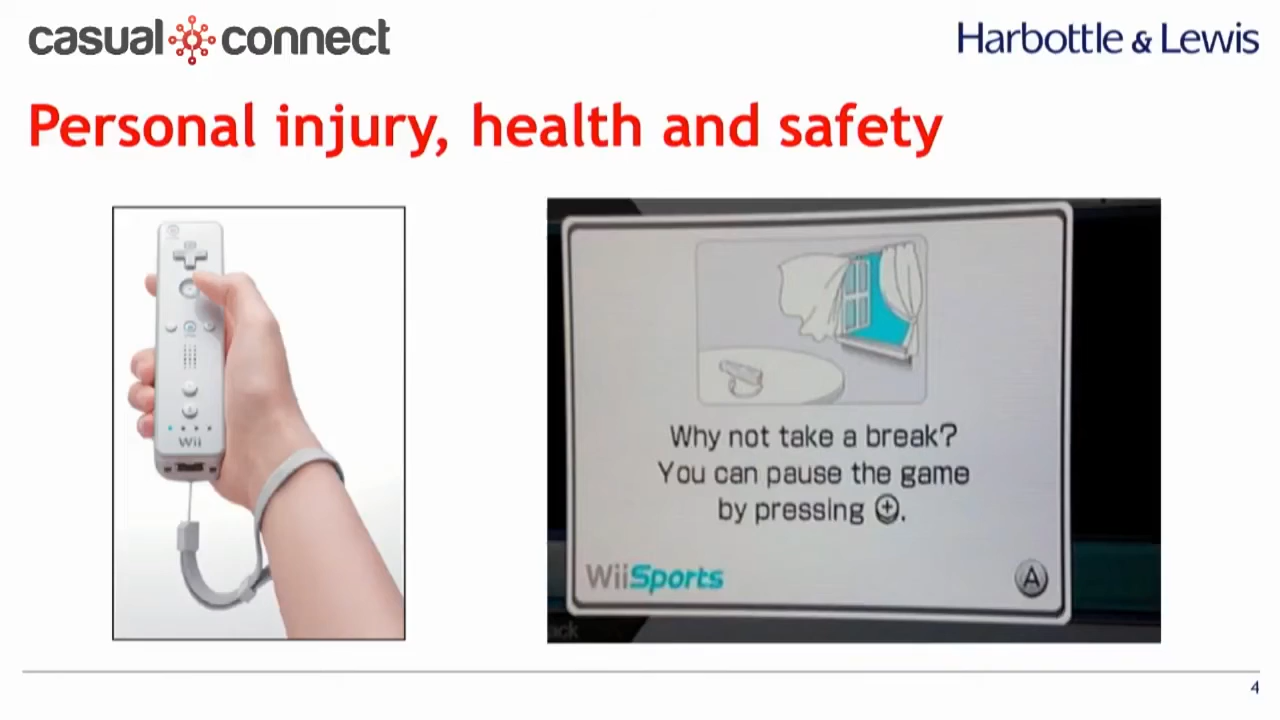 casual connect
Harbottle & Lewis
Personal injury, health and safety
Wii
Why not take a break?
You can pause the game
by pressing +.
WiiSports
A
4